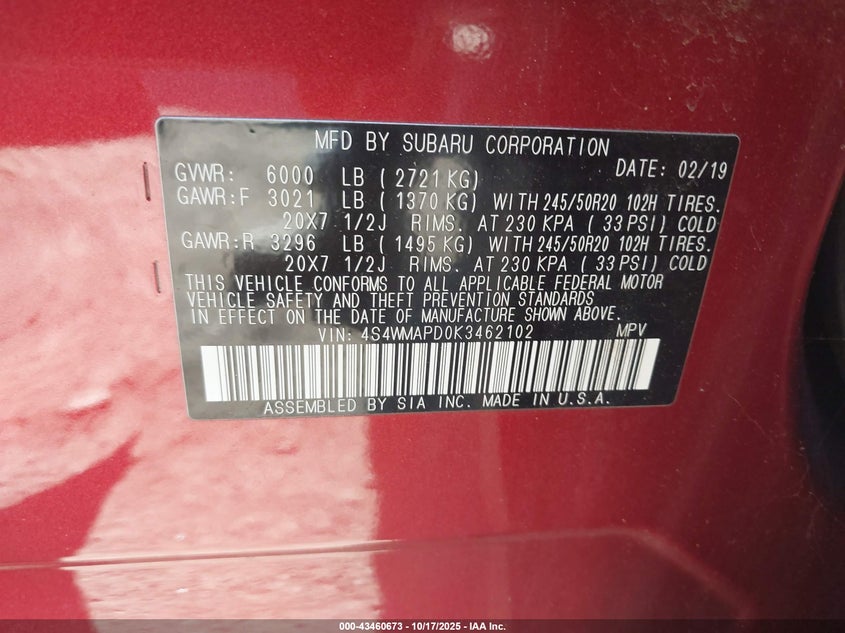 MFD BY SUBARU CORPORATION
GVWR: 6000 LB ( 2721 KG) DATE: 02/19
GAWR:F 3021 LB ( 1370 KG) WITH 245/50R20 102H TIRES.
20X7 1/2J RIMS. AT 230 KPA ( 33 PSI) COLD
GAWR:R 3296 LB ( 1495 KG) WITH 245/50R20 102H TIRES.
20X7 1/2J RIMS. AT 230 KPA ( 33 PSI) COLD
THIS VEHICLE CONFORMS TO ALL APPLICABLE FEDERAL MOTOR
VEHICLE SAFETY AND THEFT PREVENTION STANDARDS
IN EFFECT ON THE DATE OF MANUFACTURE SHOWN ABOVE.
VIN: 4S4WMAPD0K3462102 MPV
ASSEMBLED BY SIA INC. MADE IN U.S.A.
000-43460673 - 10/17/2025 - IAA Inc.